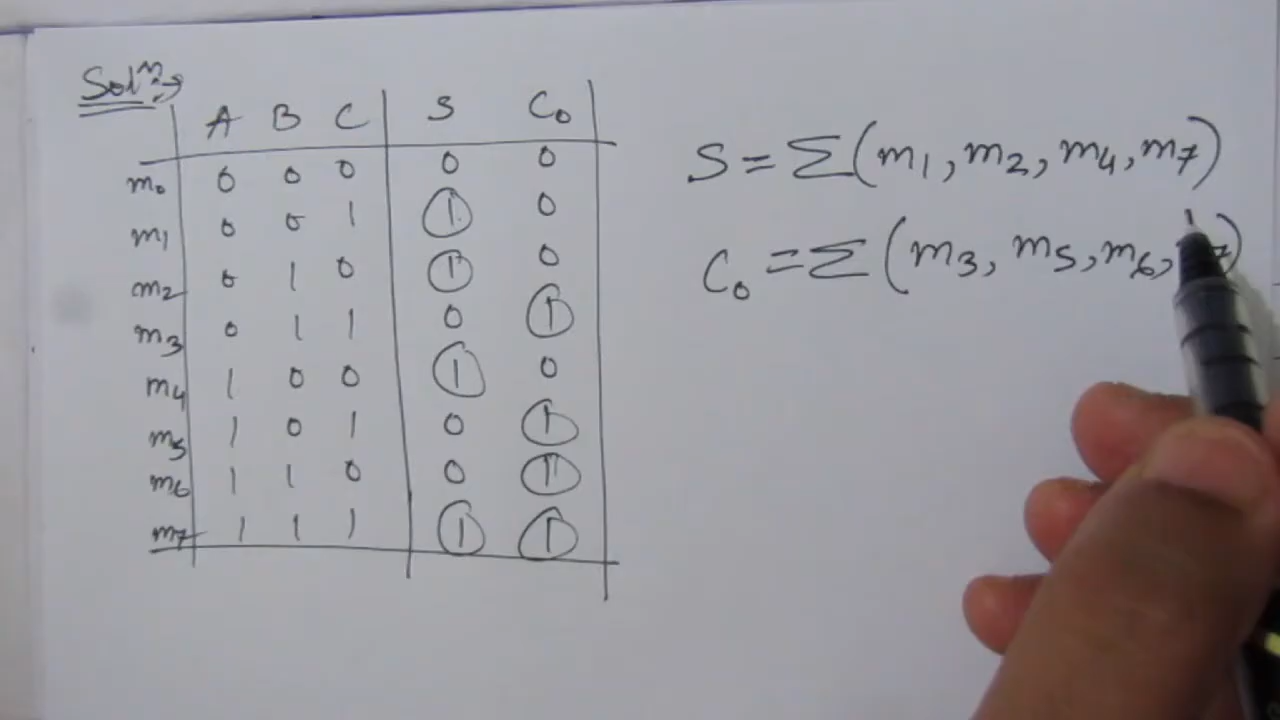 Solⁿ:→
A B C S C₀
m₀ 0 0 0 0 0
m₁ 0 0 1 1 0
m₂ 0 1 0 1 0
m₃ 0 1 1 0 1
m₄ 1 0 0 1 0
m₅ 1 0 1 0 1
m₆ 1 1 0 0 1
m₇ 1 1 1 1 1
S = Σ(m₁, m₂, m₄, m₇)
C₀ = Σ(m₃, m₅, m₆, ₇)